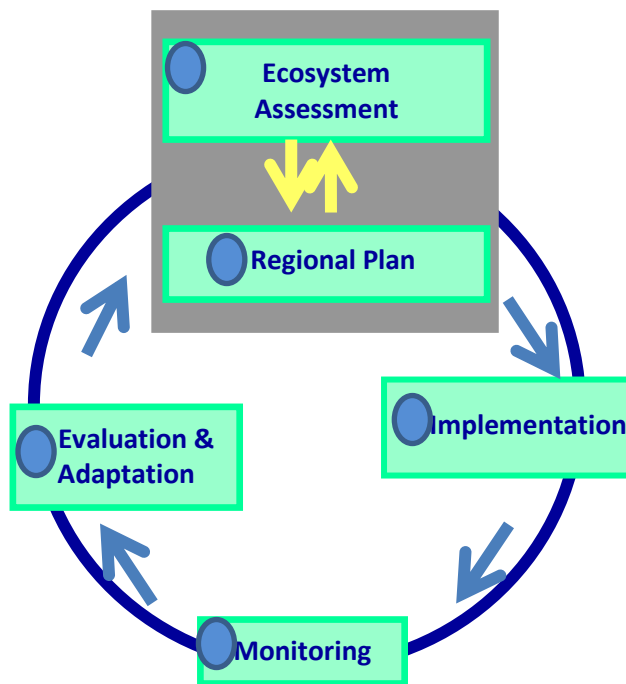 Ecosystem
Assessment
Regional Plan
Implementation
Monitoring
Evaluation &
Adaptation